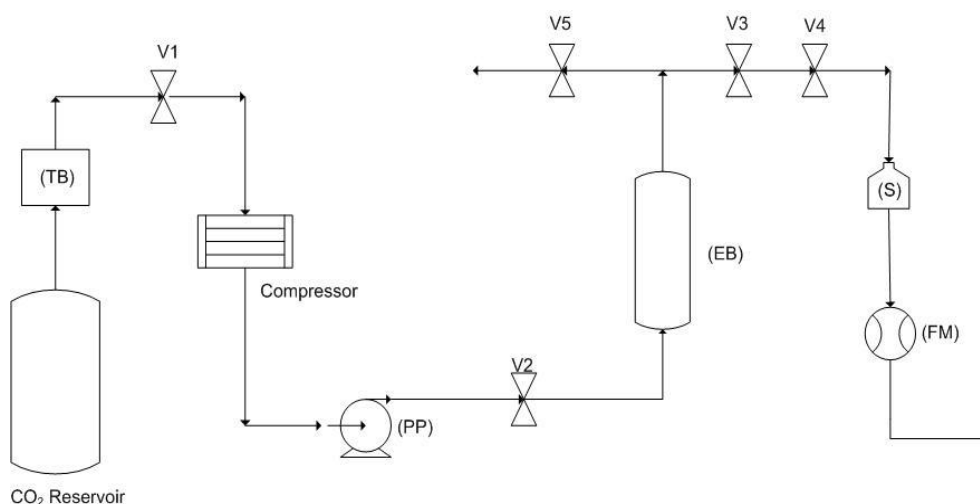 V1
V5
V3
V4
(TB)
(S)
(EB)
Compressor
(FM)
V2
(PP)
CO₂ Reservoir